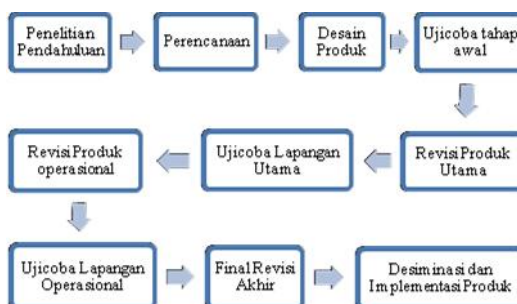 Penelitian
Pendahuluan
Perencanaan
Desain
Produk
Ujicoba tahap
awal
Revisi Produk
Utama
Ujicoba Lapangan
Utama
Revisi Produk
operasional
Ujicoba Lapangan
Operasional
Final Revisi
Akhir
Desiminasi dan
Implementasi Produk